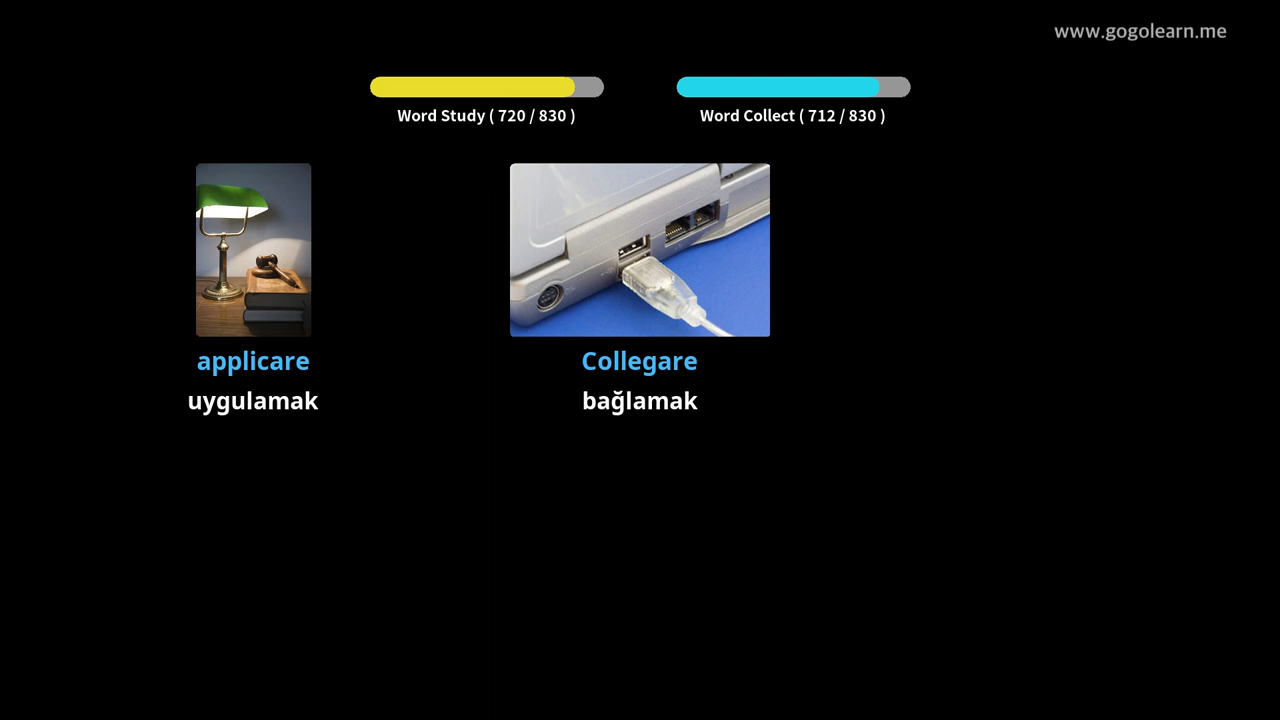 www.gogolearn.me
Word Study ( 720 / 830 )
Word Collect ( 712 / 830 )
applicare
uygulamak
Collegare
bağlamak